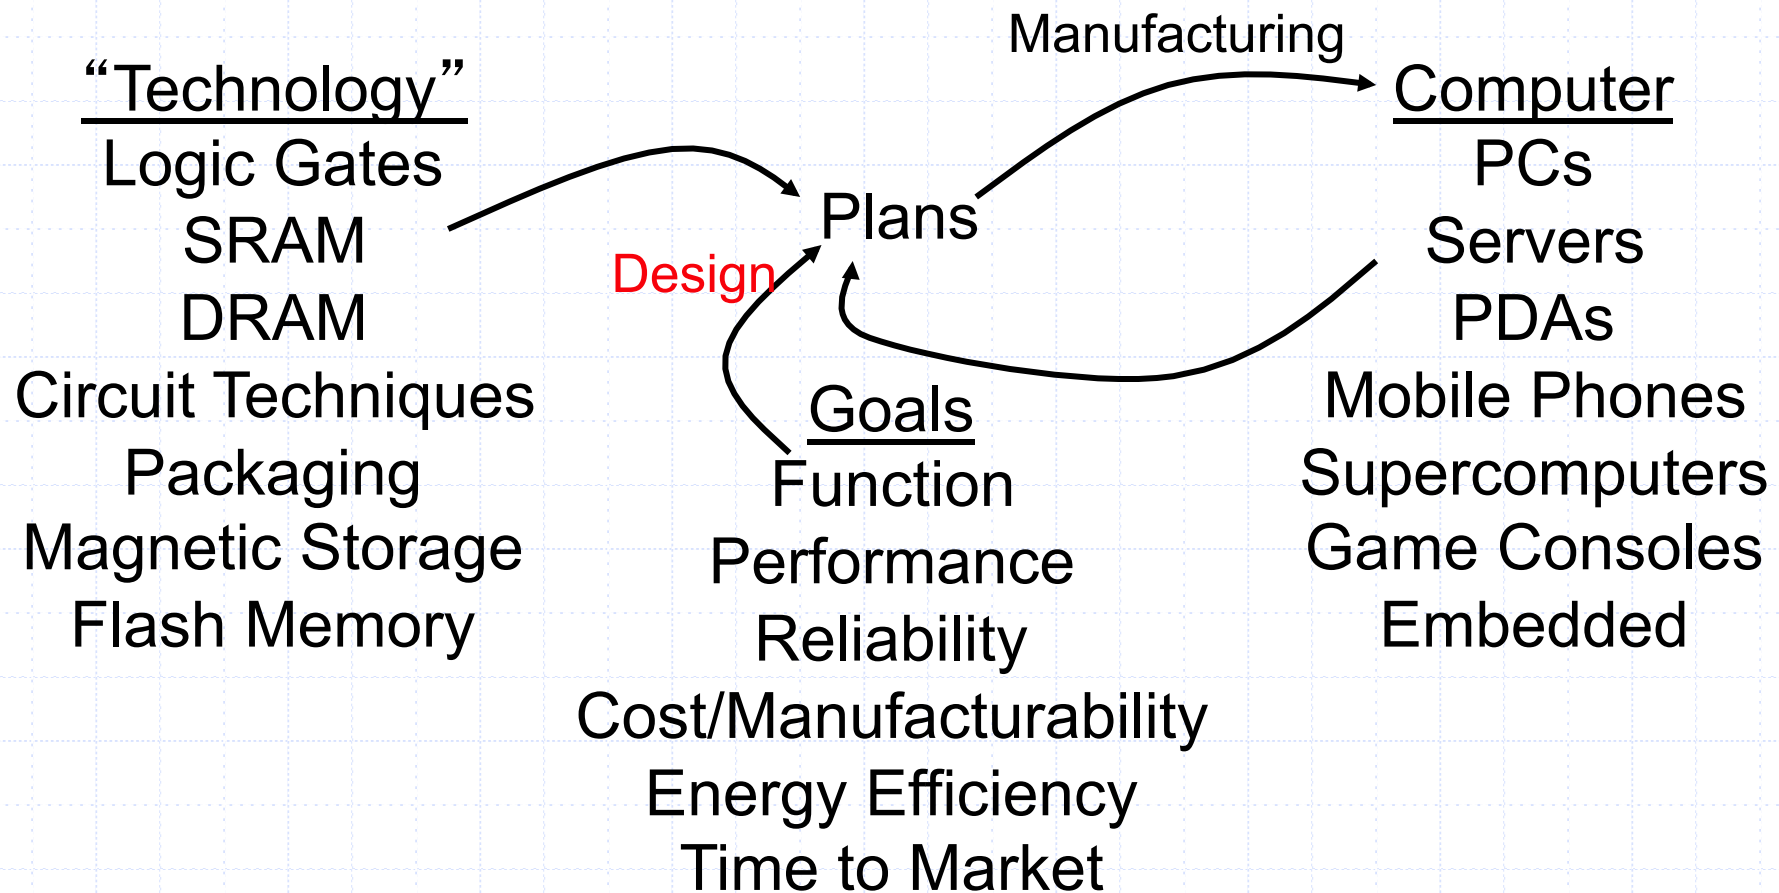 “Technology”
Logic Gates
SRAM
DRAM
Circuit Techniques
Packaging
Magnetic Storage
Flash Memory
Design
Plans
Goals
Function
Performance
Reliability
Cost/Manufacturability
Energy Efficiency
Time to Market
Manufacturing
Computer
PCs
Servers
PDAs
Mobile Phones
Supercomputers
Game Consoles
Embedded